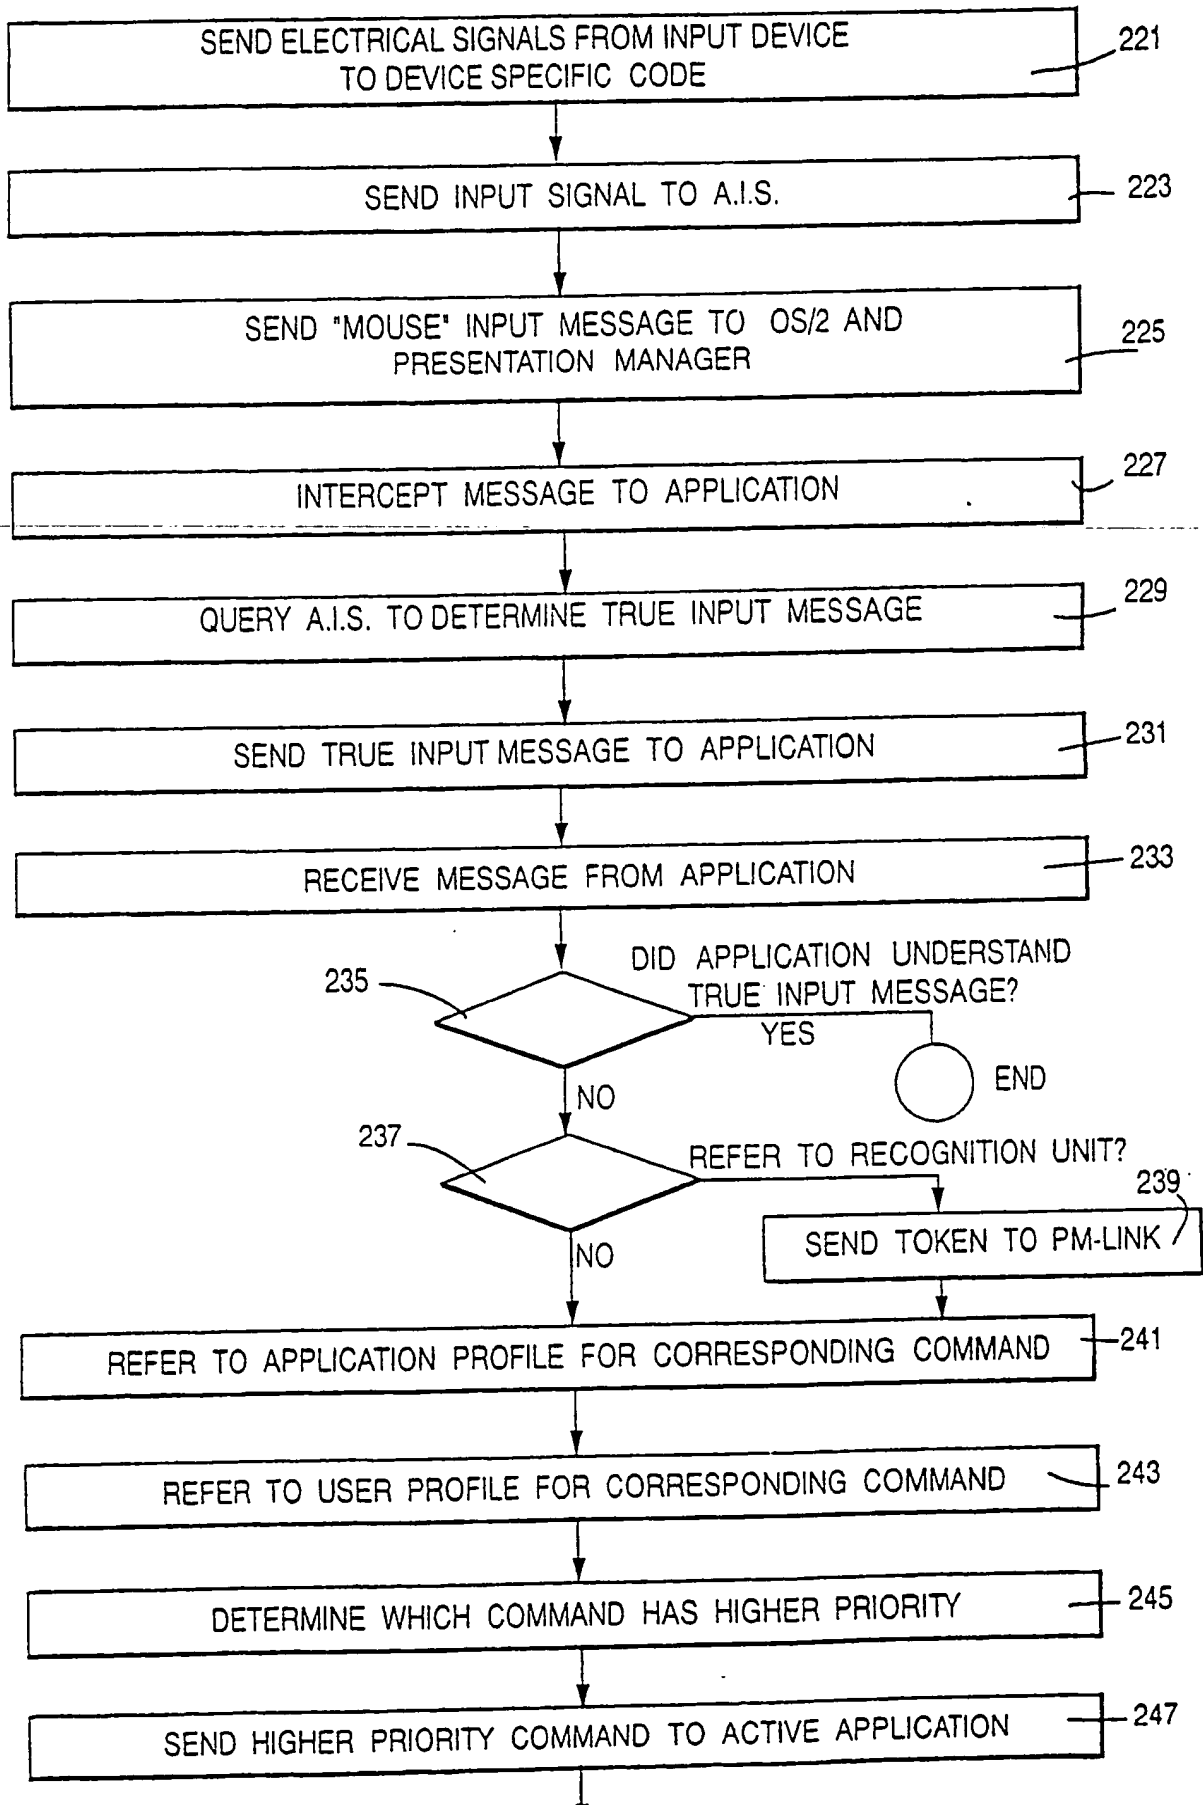 SEND ELECTRICAL SIGNALS FROM INPUT DEVICE
TO DEVICE SPECIFIC CODE
221
SEND INPUT SIGNAL TO A.I.S.
223
SEND "MOUSE" INPUT MESSAGE TO OS/2 AND
PRESENTATION MANAGER
225
INTERCEPT MESSAGE TO APPLICATION
227
QUERY A.I.S. TO DETERMINE TRUE INPUT MESSAGE
229
SEND TRUE INPUT MESSAGE TO APPLICATION
231
RECEIVE MESSAGE FROM APPLICATION
233
235
DID APPLICATION UNDERSTAND
TRUE INPUT MESSAGE?
YES
END
NO
237
REFER TO RECOGNITION UNIT?
239
SEND TOKEN TO PM-LINK
NO
REFER TO APPLICATION PROFILE FOR CORRESPONDING COMMAND
241
REFER TO USER PROFILE FOR CORRESPONDING COMMAND
243
DETERMINE WHICH COMMAND HAS HIGHER PRIORITY
245
SEND HIGHER PRIORITY COMMAND TO ACTIVE APPLICATION
247